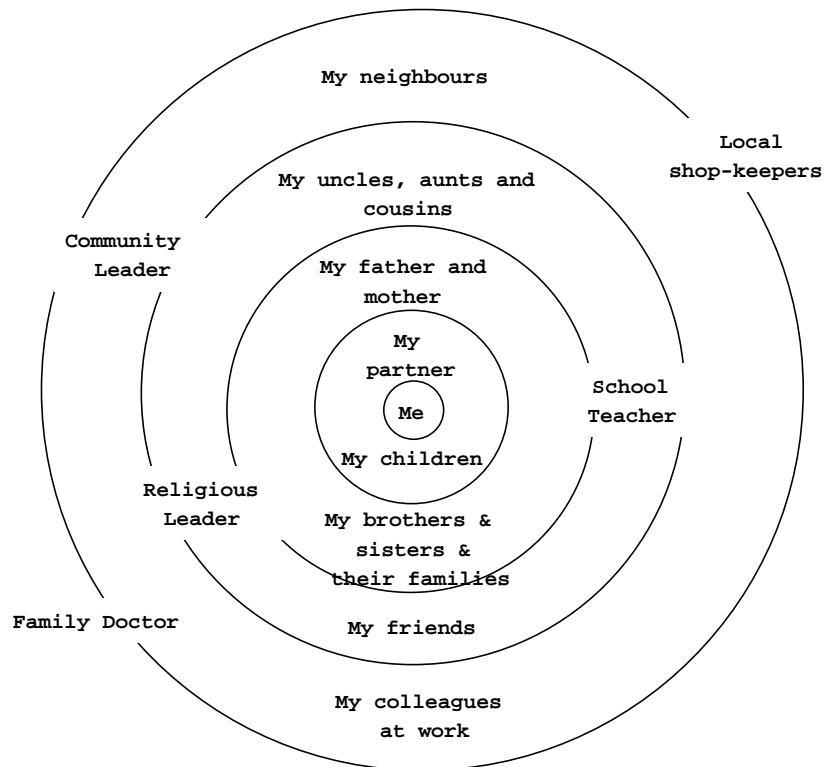 My neighbours
Local
shop-keepers
My uncles, aunts and
cousins
Community
Leader
My father and
mother
My
partner
School
Teacher
Me
My children
Religious
Leader
My brothers &
sisters &
their families
Family Doctor
My friends
My colleagues
at work